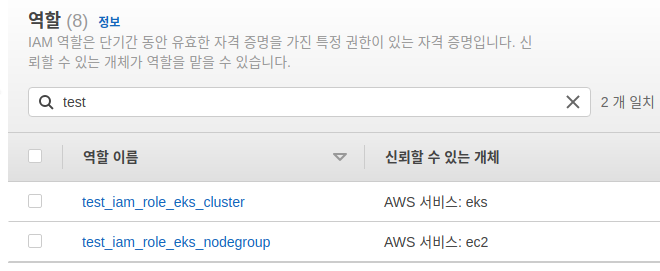 역할 (8) 정보
IAM 역할은 단기간 동안 유효한 자격 증명을 가진 특정 권한이 있는 자격 증명입니다. 신
뢰할 수 있는 개체가 역할을 맡을 수 있습니다.
test 2 개 일치
역할 이름 신뢰할 수 있는 개체
test_iam_role_eks_cluster AWS 서비스: eks
test_iam_role_eks_nodegroup AWS 서비스: ec2